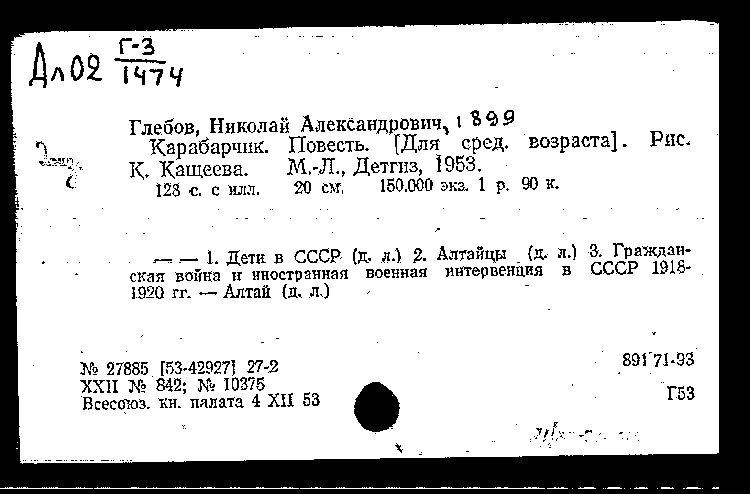 Дл02 Г-3
1474
Глебов, Николай Александрович, 1899
Карабарчик. Повесть. [Для сред. возраста]. Рис.
К. Кащеева. М.-Л., Детгиз, 1953.
128 с. с илл. 20 см. 150.000 экз. 1 р. 90 к.
— — 1. Дети в СССР (д. л.) 2. Алтайцы (д. л.) 3. Граждан-
ская война и иностранная военная интервенция в СССР 1918-
1920 гг. — Алтай (д. л.)
№ 27885 [53-42927] 27-2 89171-93
XXII № 842; № 10375 Г53
Всесоюз. кн. палата 4 XII 53